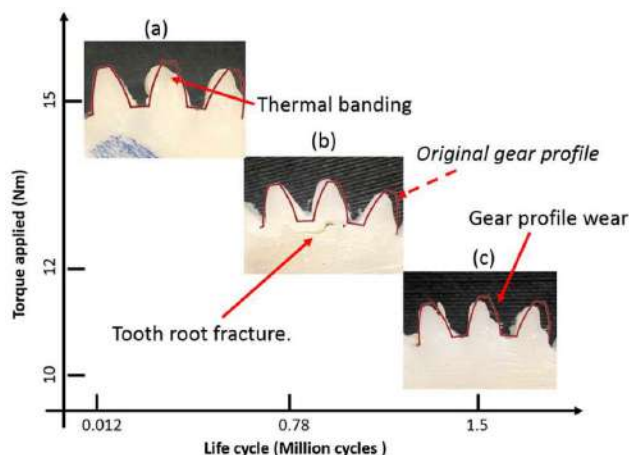 (a)
Thermal banding
15
(b)
Original gear profile
Gear profile wear
(c)
Torque applied (Nm)
12
Tooth root fracture.
10
0.012
0.78
1.5
Life cycle (Million cycles )